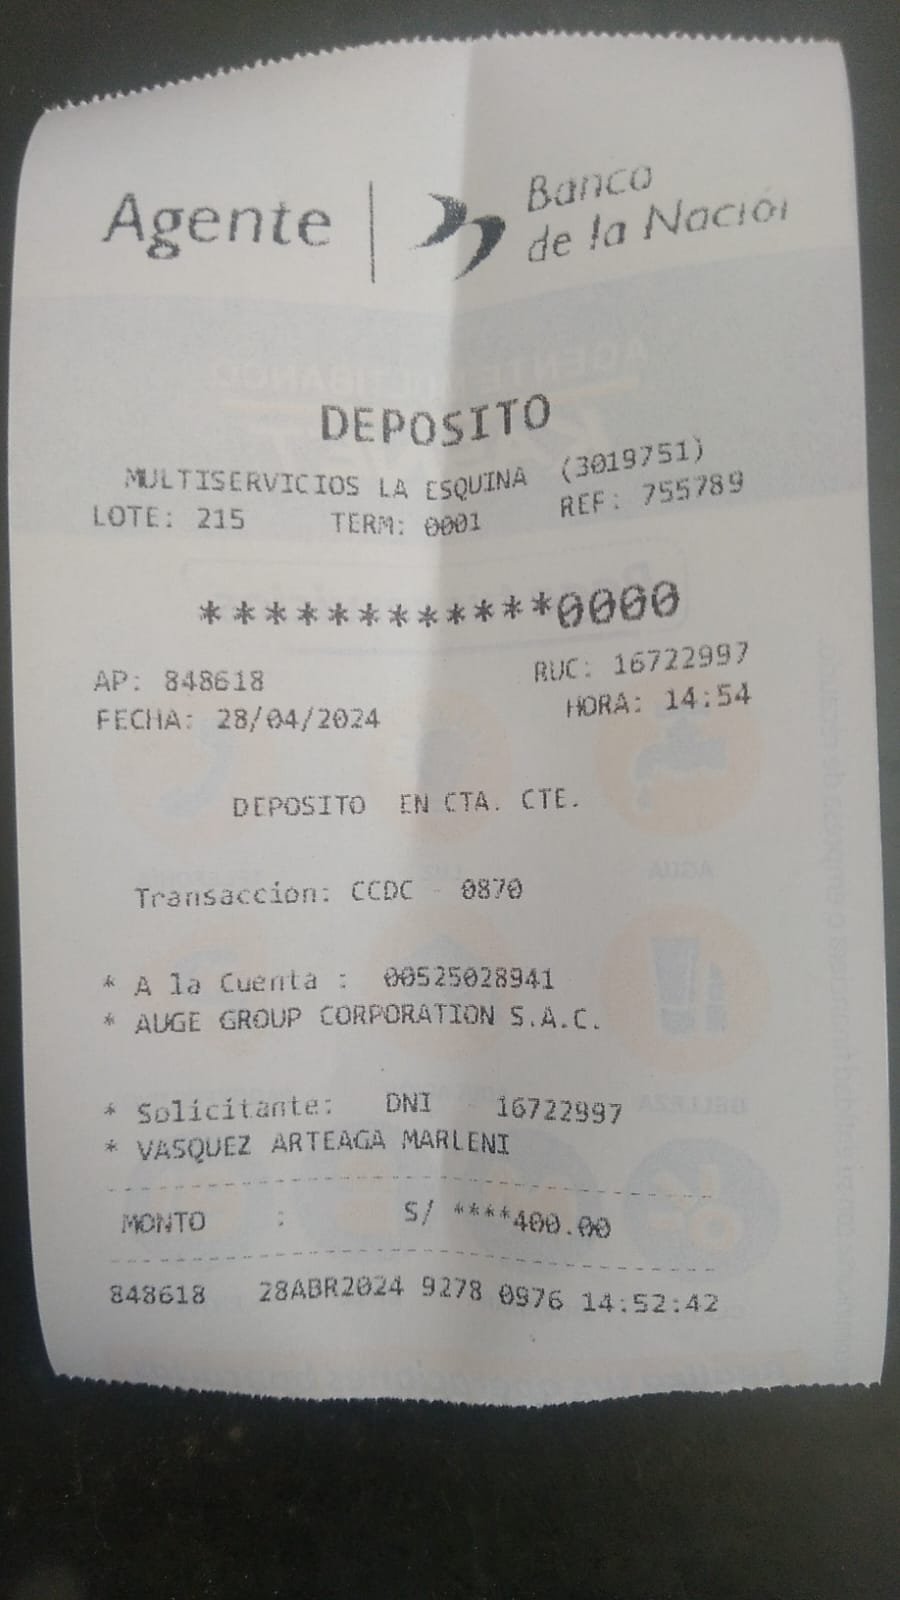 Agente | Banco
de la Nación
DEPOSITO
MULTISERVICIOS LA ESQUINA (3019751)
LOTE: 215 TERM: 0001 REF: 755789
************0000
AP: 848618 RUC: 16722997
FECHA: 28/04/2024 HORA: 14:54
DEPOSITO EN CTA. CTE.
Transaccion: CCDC - 0870
* A la Cuenta : 00525028941
* AUGE GROUP CORPORATION S.A.C.
* Solicitante: DNI - 16722997
* VASQUEZ ARTEAGA MARLENI
MONTO : S/ ****400.00
848618 28ABR2024 9278 0976 14:52:42